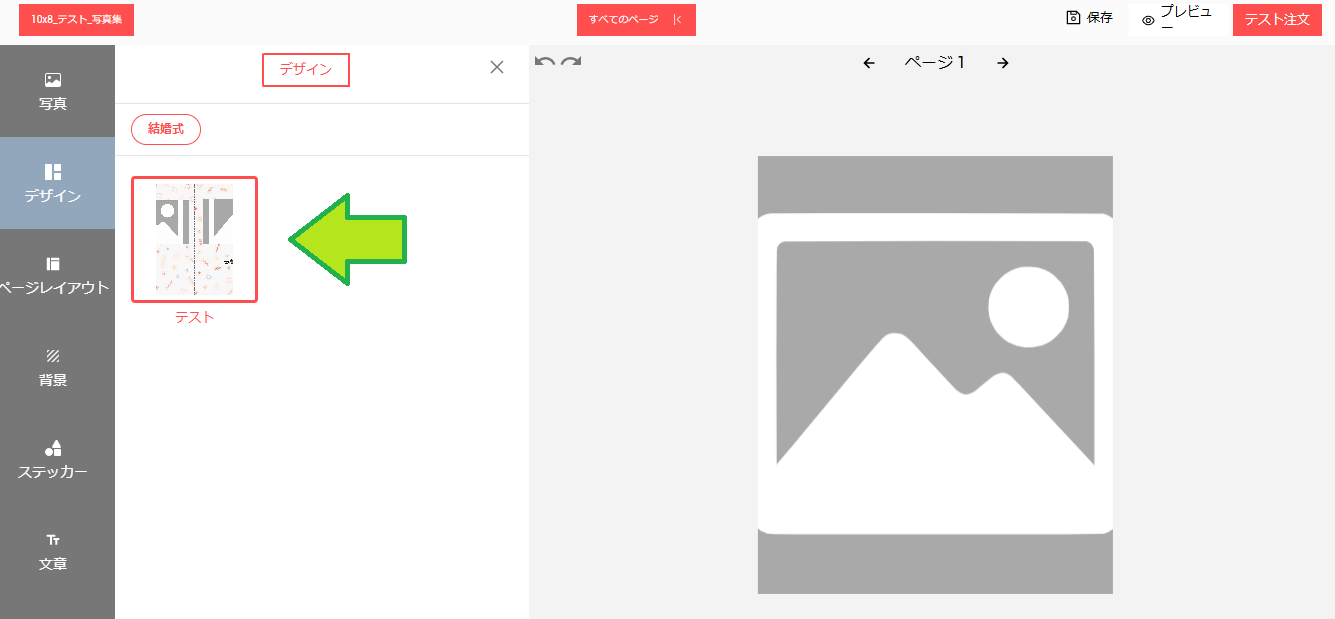 10x8_テスト_写真集
すべてのページ
保存
プレビュ
ー
テスト注文
写真
デザイン
ページレイアウト
背景
ステッカー
文章
デザイン
結婚式
テスト
ページ 1